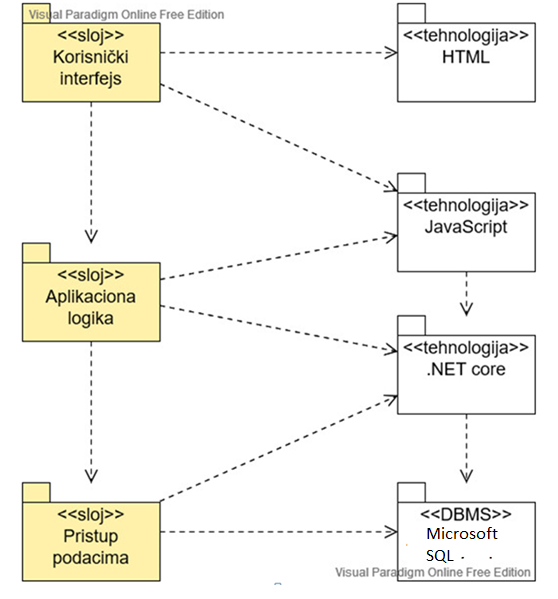 Visual Paradigm Online Free Edition
<<sloj>>
Korisnički
interfejs
<<tehnologija>>
HTML
<<tehnologija>>
JavaScript
<<sloj>>
Aplikaciona
logika
<<tehnologija>>
.NET core
<<sloj>>
Pristup
podacima
<<DBMS>>
Microsoft
SQL
Visual Paradigm Online Free Edition